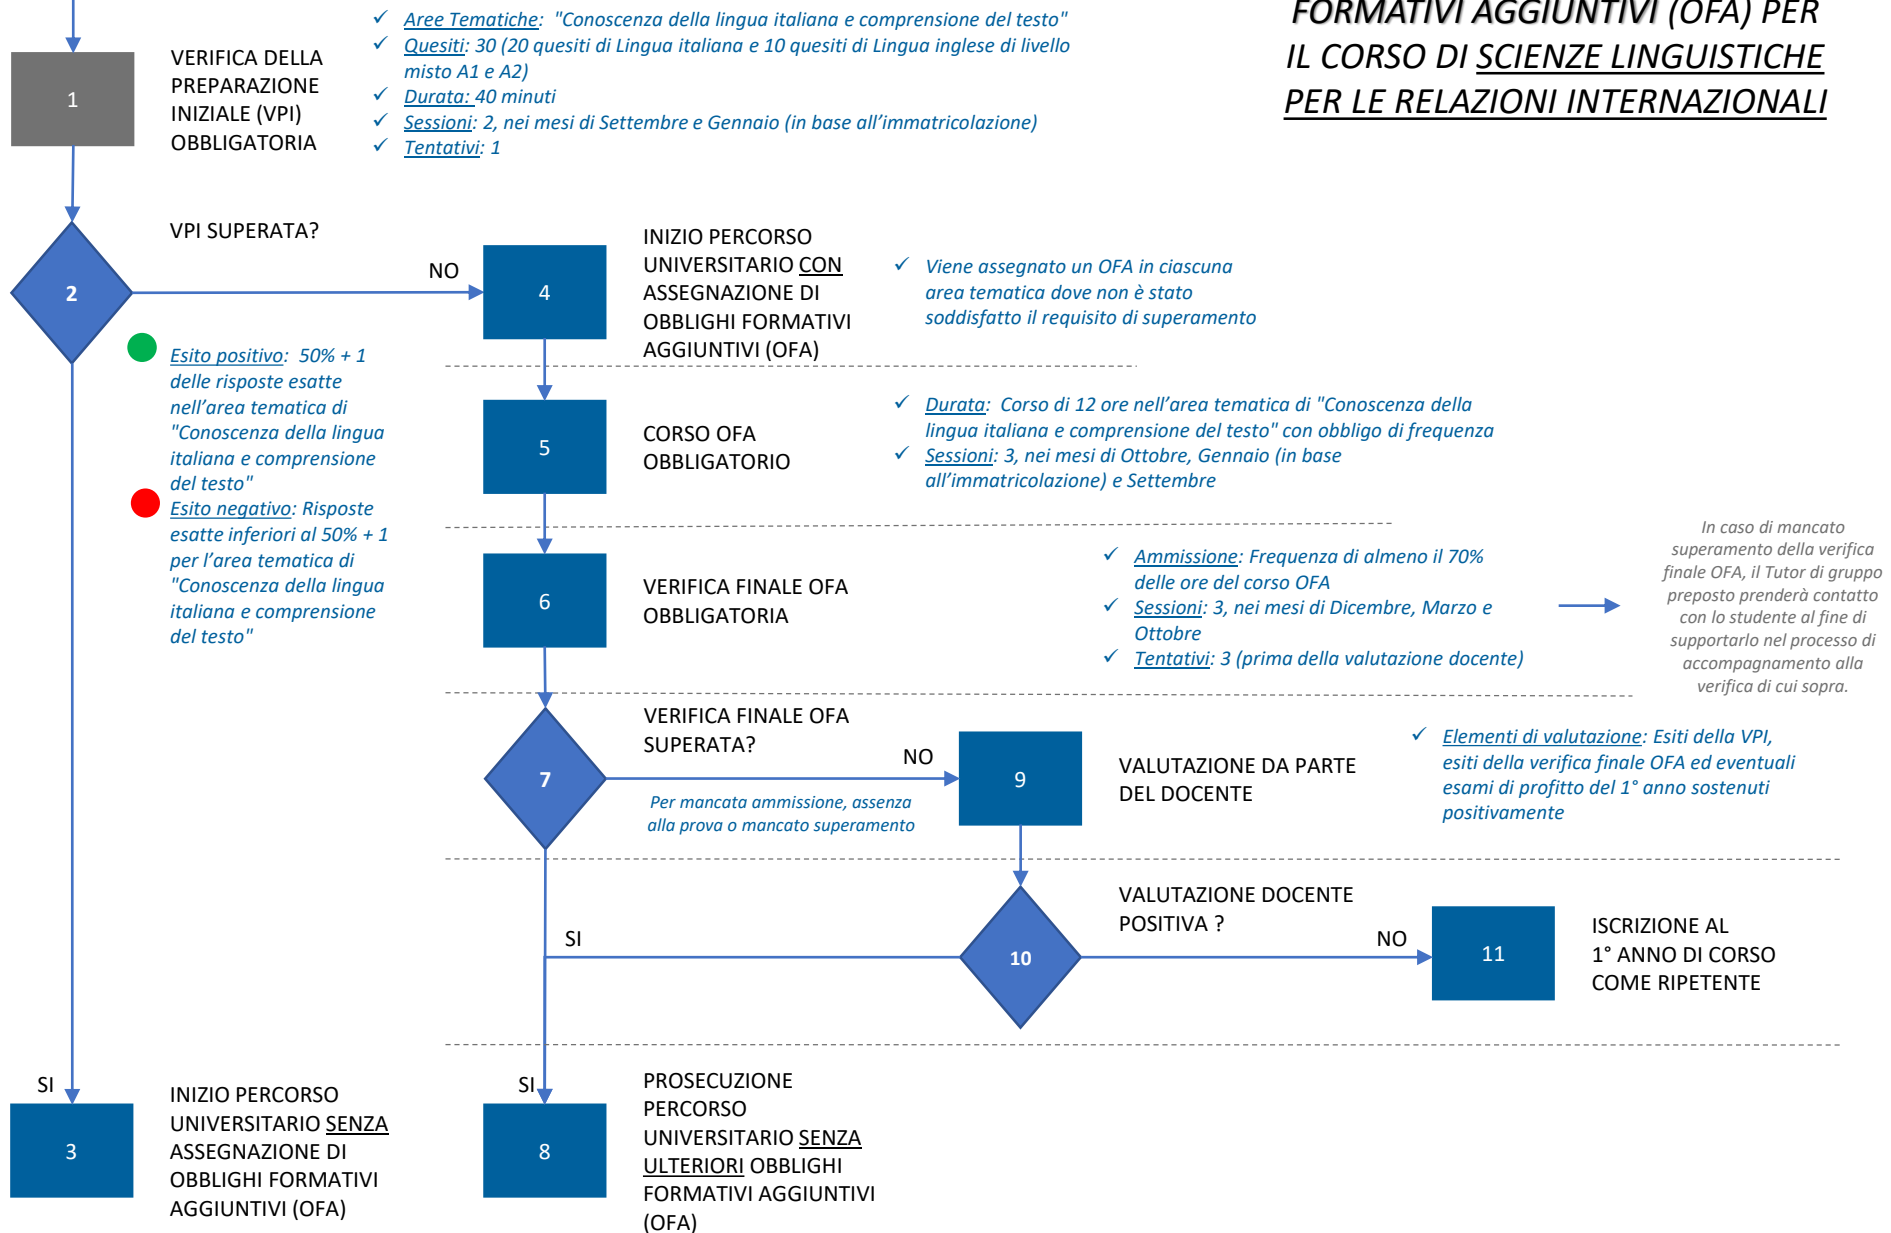 FORMATIVI AGGIUNTIVI (OFA) PER
IL CORSO DI SCIENZE LINGUISTICHE
PER LE RELAZIONI INTERNAZIONALI
1
VERIFICA DELLA
PREPARAZIONE
INIZIALE (VPI)
OBBLIGATORIA
✓ Aree Tematiche: "Conoscenza della lingua italiana e comprensione del testo"
✓ Quesiti: 30 (20 quesiti di Lingua italiana e 10 quesiti di Lingua inglese di livello
misto A1 e A2)
✓ Durata: 40 minuti
✓ Sessioni: 2, nei mesi di Settembre e Gennaio (in base all’immatricolazione)
✓ Tentativi: 1
2
VPI SUPERATA?
NO
Esito positivo: 50% + 1
delle risposte esatte
nell’area tematica di
"Conoscenza della lingua
italiana e comprensione
del testo"
Esito negativo: Risposte
esatte inferiori al 50% + 1
per l’area tematica di
"Conoscenza della lingua
italiana e comprensione
del testo"
4
INIZIO PERCORSO
UNIVERSITARIO CON
ASSEGNAZIONE DI
OBBLIGHI FORMATIVI
AGGIUNTIVI (OFA)
✓ Viene assegnato un OFA in ciascuna
area tematica dove non è stato
soddisfatto il requisito di superamento
5
CORSO OFA
OBBLIGATORIO
✓ Durata: Corso di 12 ore nell’area tematica di "Conoscenza della
lingua italiana e comprensione del testo" con obbligo di frequenza
✓ Sessioni: 3, nei mesi di Ottobre, Gennaio (in base
all’immatricolazione) e Settembre
6
VERIFICA FINALE OFA
OBBLIGATORIA
✓ Ammissione: Frequenza di almeno il 70%
delle ore del corso OFA
✓ Sessioni: 3, nei mesi di Dicembre, Marzo e
Ottobre
✓ Tentativi: 3 (prima della valutazione docente)
In caso di mancato
superamento della verifica
finale OFA, il Tutor di gruppo
preposto prenderà contatto
con lo studente al fine di
supportarlo nel processo di
accompagnamento alla
verifica di cui sopra.
7
VERIFICA FINALE OFA
SUPERATA?
NO
Per mancata ammissione, assenza
alla prova o mancato superamento
9
VALUTAZIONE DA PARTE
DEL DOCENTE
✓ Elementi di valutazione: Esiti della VPI,
esiti della verifica finale OFA ed eventuali
esami di profitto del 1° anno sostenuti
positivamente
10
VALUTAZIONE DOCENTE
POSITIVA ?
SI
NO
11
ISCRIZIONE AL
1° ANNO DI CORSO
COME RIPETENTE
SI
3
INIZIO PERCORSO
UNIVERSITARIO SENZA
ASSEGNAZIONE DI
OBBLIGHI FORMATIVI
AGGIUNTIVI (OFA)
SI
8
PROSECUZIONE
PERCORSO
UNIVERSITARIO SENZA
ULTERIORI OBBLIGHI
FORMATIVI AGGIUNTIVI
(OFA)